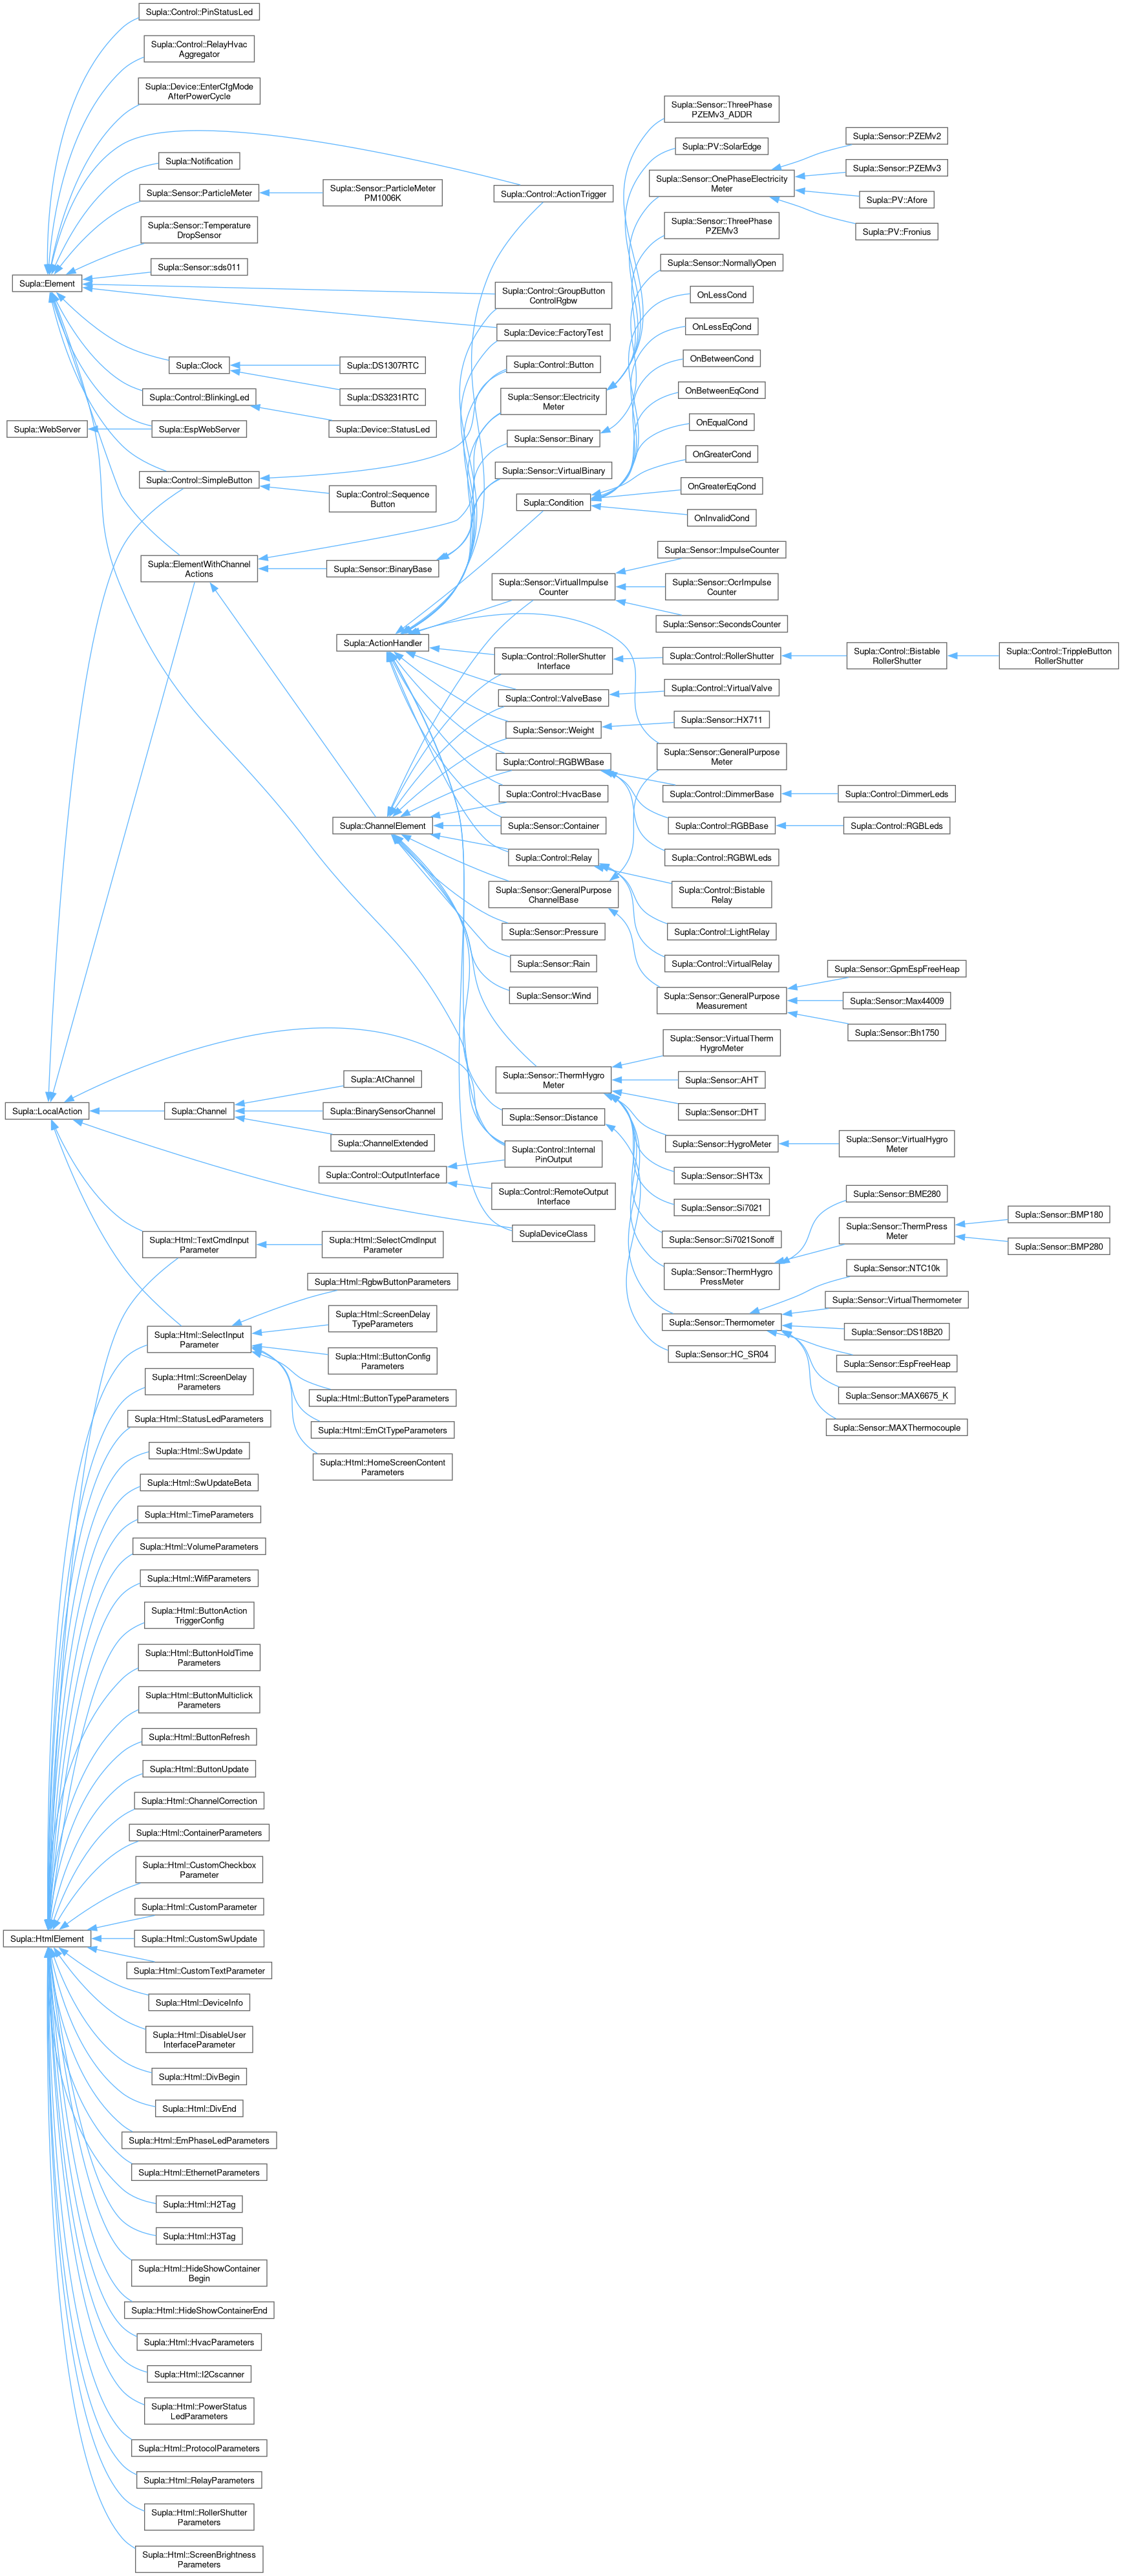 Supla::Control::PinStatusLed
Supla::Control::RelayHvac
Aggregator
Supla::Device::EnterCfgMode
AfterPowerCycle
Supla::Notification
Supla::Sensor::ParticleMeter
Supla::Sensor::Temperature
DropSensor
Supla::Sensor::sds011
Supla::Element
Supla::Clock
Supla::Control::BlinkingLed
Supla::WebServer
Supla::EspWebServer
Supla::Control::SimpleButton
Supla::ElementWithChannel
Actions
Supla::LocalAction
Supla::Channel
Supla::Html::TextCmdInput
Parameter
Supla::Html::SelectInput
Parameter
Supla::Html::ScreenDelay
Parameters
Supla::Html::StatusLedParameters
Supla::Html::SwUpdate
Supla::Html::SwUpdateBeta
Supla::Html::TimeParameters
Supla::Html::VolumeParameters
Supla::Html::WifiParameters
Supla::Html::ButtonAction
TriggerConfig
Supla::Html::ButtonHoldTime
Parameters
Supla::Html::ButtonMulticlick
Parameters
Supla::Html::ButtonRefresh
Supla::Html::ButtonUpdate
Supla::Html::ChannelCorrection
Supla::Html::ContainerParameters
Supla::Html::CustomCheckbox
Parameter
Supla::Html::CustomParameter
Supla::HtmlElement
Supla::Html::CustomSwUpdate
Supla::Html::CustomTextParameter
Supla::Html::DeviceInfo
Supla::Html::DisableUser
InterfaceParameter
Supla::Html::DivBegin
Supla::Html::DivEnd
Supla::Html::EmPhaseLedParameters
Supla::Html::EthernetParameters
Supla::Html::H2Tag
Supla::Html::H3Tag
Supla::Html::HideShowContainer
Begin
Supla::Html::HideShowContainerEnd
Supla::Html::HvacParameters
Supla::Html::I2Cscanner
Supla::Html::PowerStatus
LedParameters
Supla::Html::ProtocolParameters
Supla::Html::RelayParameters
Supla::Html::RollerShutter
Parameters
Supla::Html::ScreenBrightness
Parameters
Supla::Sensor::ParticleMeter
PM1006K
Supla::DS1307RTC
Supla::DS3231RTC
Supla::Device::StatusLed
Supla::Control::Sequence
Button
Supla::Sensor::BinaryBase
Supla::ActionHandler
Supla::ChannelElement
Supla::AtChannel
Supla::BinarySensorChannel
Supla::ChannelExtended
Supla::Control::OutputInterface
Supla::Html::SelectCmdInput
Parameter
Supla::Html::RgbwButtonParameters
Supla::Html::ScreenDelay
TypeParameters
Supla::Html::ButtonConfig
Parameters
Supla::Html::ButtonTypeParameters
Supla::Html::EmCtTypeParameters
Supla::Html::HomeScreenContent
Parameters
Supla::Control::ActionTrigger
Supla::Control::GroupButton
ControlRgbw
Supla::Device::FactoryTest
Supla::Control::Button
Supla::Sensor::Electricity
Meter
Supla::Sensor::Binary
Supla::Sensor::VirtualBinary
Supla::Condition
Supla::Sensor::VirtualImpulse
Counter
Supla::Control::RollerShutter
Interface
Supla::Control::ValveBase
Supla::Sensor::Weight
Supla::Control::RGBWBase
Supla::Control::HvacBase
Supla::Sensor::Container
Supla::Control::Relay
Supla::Sensor::GeneralPurpose
ChannelBase
Supla::Sensor::Pressure
Supla::Sensor::Rain
Supla::Sensor::Wind
Supla::Sensor::ThermHygro
Meter
Supla::Sensor::Distance
Supla::Control::Internal
PinOutput
Supla::Control::RemoteOutput
Interface
SuplaDeviceClass
Supla::Sensor::ThreePhase
PZEMv3_ADDR
Supla::PV::SolarEdge
Supla::Sensor::OnePhaseElectricity
Meter
Supla::Sensor::ThreePhase
PZEMv3
Supla::Sensor::NormallyOpen
OnLessCond
OnLessEqCond
OnBetweenCond
OnBetweenEqCond
OnEqualCond
OnGreaterCond
OnGreaterEqCond
OnInvalidCond
Supla::Sensor::ImpulseCounter
Supla::Sensor::OcrImpulse
Counter
Supla::Sensor::SecondsCounter
Supla::Control::RollerShutter
Supla::Control::VirtualValve
Supla::Sensor::HX711
Supla::Sensor::GeneralPurpose
Meter
Supla::Control::DimmerBase
Supla::Control::RGBBase
Supla::Control::RGBWLeds
Supla::Control::Bistable
Relay
Supla::Control::LightRelay
Supla::Control::VirtualRelay
Supla::Sensor::GeneralPurpose
Measurement
Supla::Sensor::VirtualTherm
HygroMeter
Supla::Sensor::AHT
Supla::Sensor::DHT
Supla::Sensor::HygroMeter
Supla::Sensor::SHT3x
Supla::Sensor::Si7021
Supla::Sensor::Si7021Sonoff
Supla::Sensor::ThermHygro
PressMeter
Supla::Sensor::Thermometer
Supla::Sensor::HC_SR04
Supla::Sensor::PZEMv2
Supla::Sensor::PZEMv3
Supla::PV::Afore
Supla::PV::Fronius
Supla::Control::Bistable
RollerShutter
Supla::Control::DimmerLeds
Supla::Control::RGBLeds
Supla::Sensor::GpmEspFreeHeap
Supla::Sensor::Max44009
Supla::Sensor::Bh1750
Supla::Sensor::VirtualHygro
Meter
Supla::Sensor::BME280
Supla::Sensor::ThermPress
Meter
Supla::Sensor::NTC10k
Supla::Sensor::VirtualThermometer
Supla::Sensor::DS18B20
Supla::Sensor::EspFreeHeap
Supla::Sensor::MAX6675_K
Supla::Sensor::MAXThermocouple
Supla::Control::TrippleButton
RollerShutter
Supla::Sensor::BMP180
Supla::Sensor::BMP280